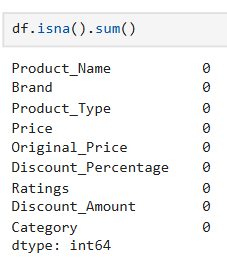 df.isna().sum()
Product_Name 0
Brand 0
Product_Type 0
Price 0
Original_Price 0
Discount_Percentage 0
Ratings 0
Discount_Amount 0
Category 0
dtype: int64